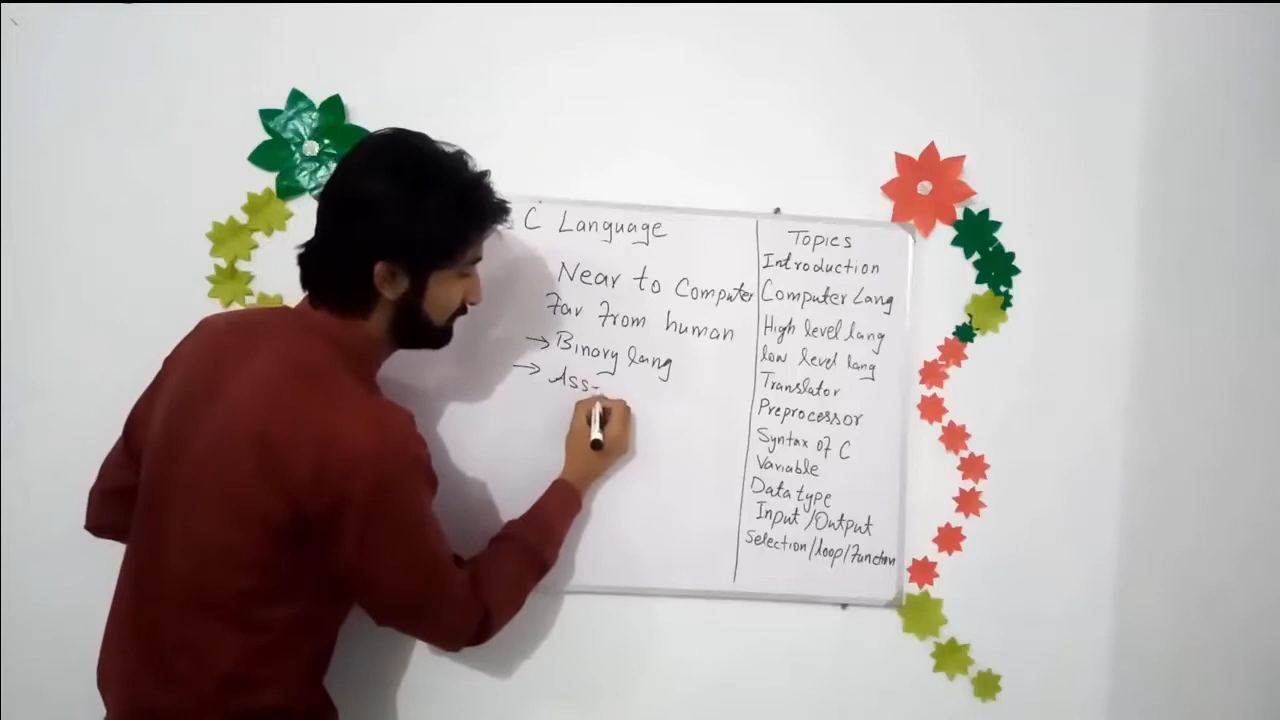 C Language
Near to Computer
Far From human
→ Binary lang
→ Ass
Topics
Introduction
Computer Lang
High level lang
low level lang
Translator
Preprocessor
Syntax of C
Variable
Data type
Input /Output
Selection/loop/Function